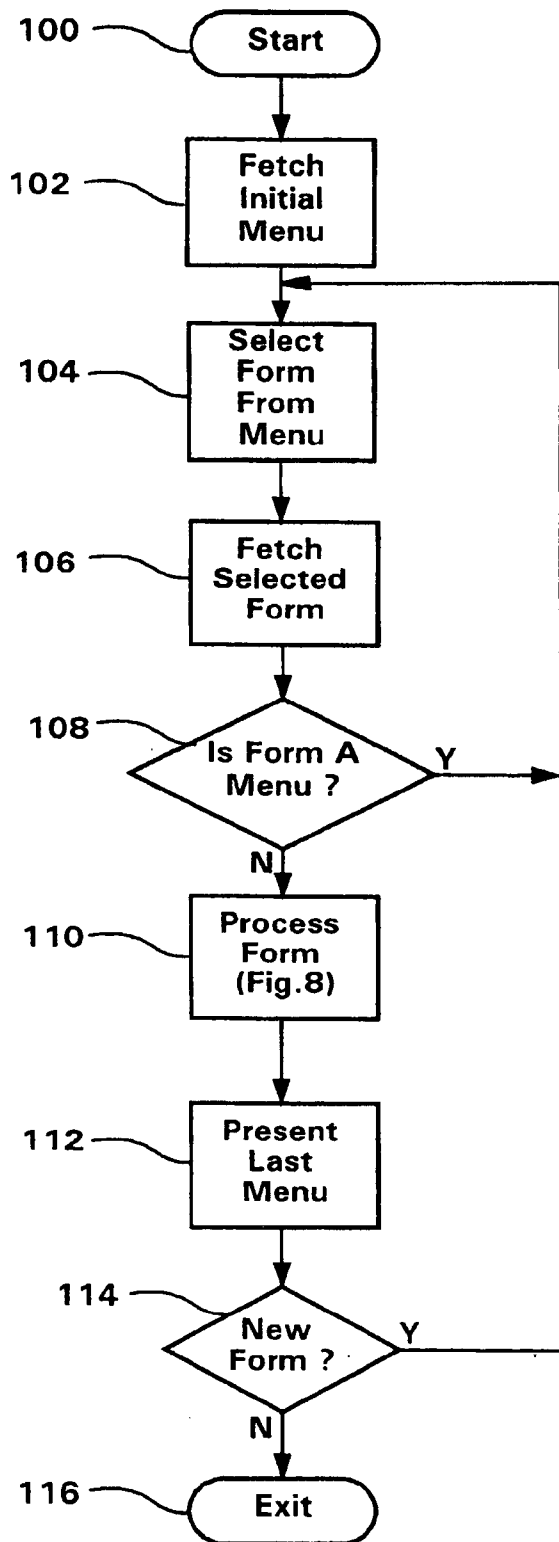 100
Start
102
Fetch
Initial
Menu
104
Select
Form
From
Menu
106
Fetch
Selected
Form
108
Is Form A
Menu ?
Y
N
110
Process
Form
(Fig.8)
112
Present
Last
Menu
114
New
Form ?
Y
N
116
Exit